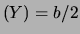 (Y) = b/2